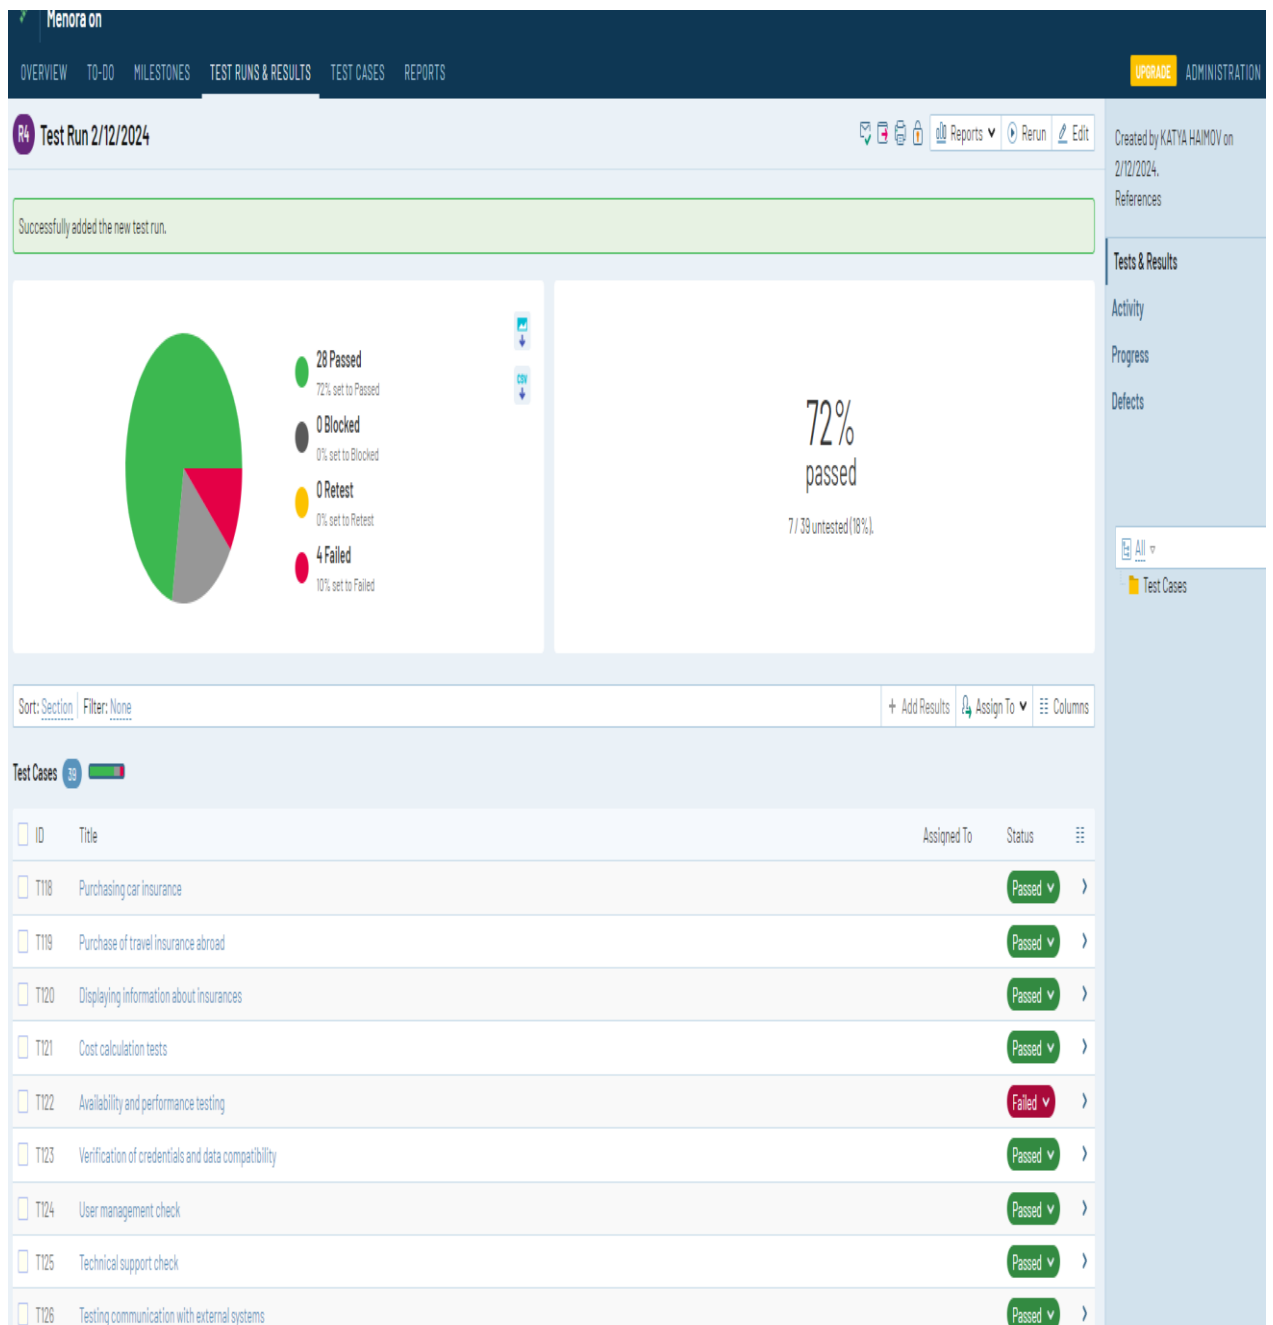 Menora on
OVERVIEW TO-DO MILESTONES TEST RUNS & RESULTS TEST CASES REPORTS UPGRADE ADMINISTRATION
R4 Test Run 2/12/2024
Reports Rerun Edit
Created by KATYA HAIMOV on
2/12/2024.
References
Successfully added the new test run.
Tests & Results
Activity
Progress
Defects
28 Passed
72% set to Passed
0 Blocked
0% set to Blocked
0 Retest
0% set to Retest
4 Failed
10% set to Failed
CSV
72%
passed
7 / 39 untested (18%).
All
Test Cases
Sort: Section Filter: None
+ Add Results Assign To Columns
Test Cases 39
ID Title Assigned To Status
T118 Purchasing car insurance Passed
T119 Purchase of travel insurance abroad Passed
T120 Displaying information about insurances Passed
T121 Cost calculation tests Passed
T122 Availability and performance testing Failed
T123 Verification of credentials and data compatibility Passed
T124 User management check Passed
T125 Technical support check Passed
T126 Testing communication with external systems Passed